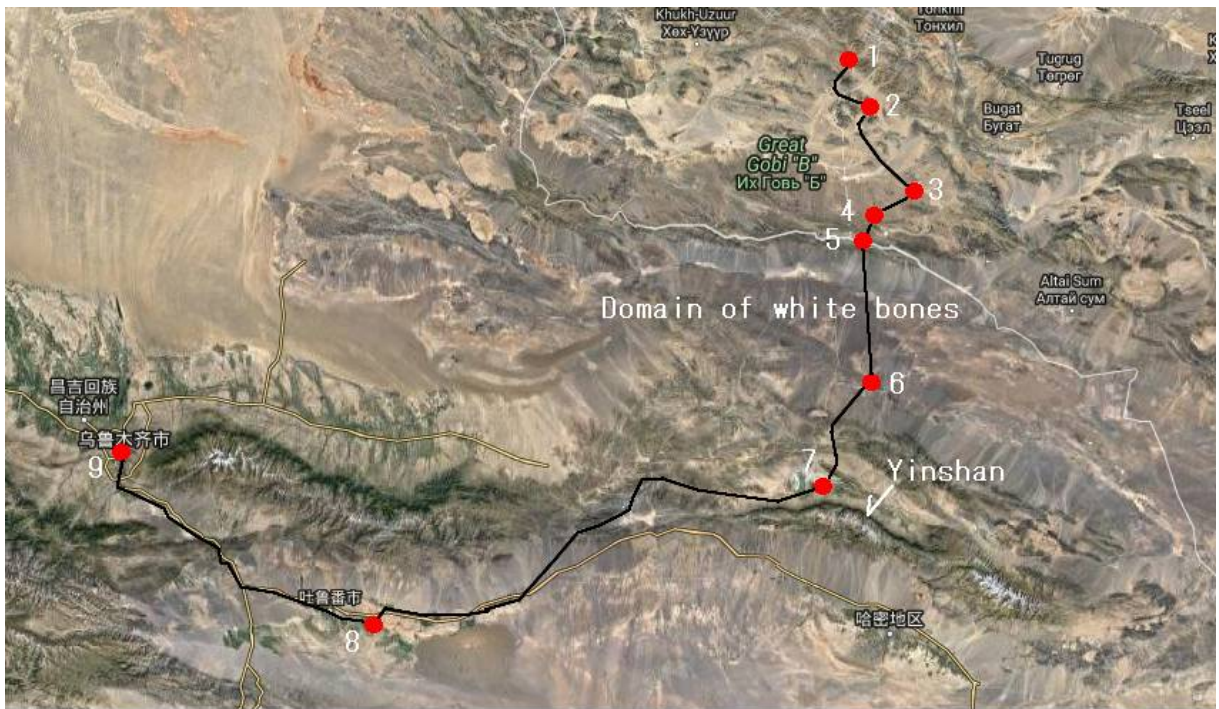 Khukh-Uzuur
Хөх-Үзүүр
Tonkhil
Тонхил
1
Tugrug
Төгрөг
2
Bugat
Бугат
Tseel
Цээл
Great
Gobi "B"
Их Говь "Б"
3
4
5
Altai Sum
Алтай сум
Domain of white bones
6
昌吉回族
自治州
乌鲁木齐市
9
7
Yinshan
吐鲁番市
8
哈密地区